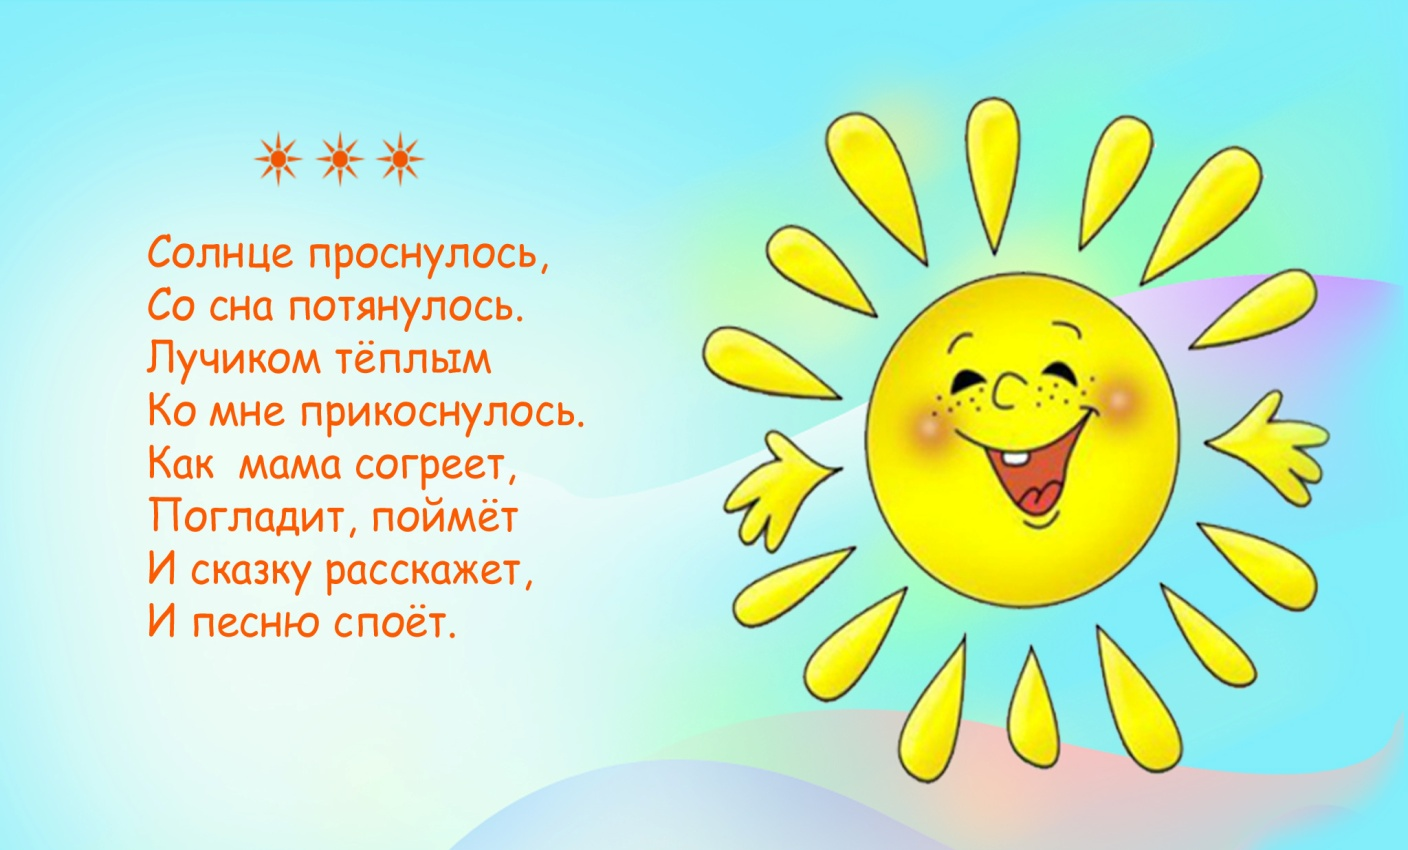 Солнце проснулось,
Со сна потянулось.
Лучиком тёплым
Ко мне прикоснулось.
Как мама согреет,
Погладит, поймёт
И сказку расскажет,
И песню споёт.